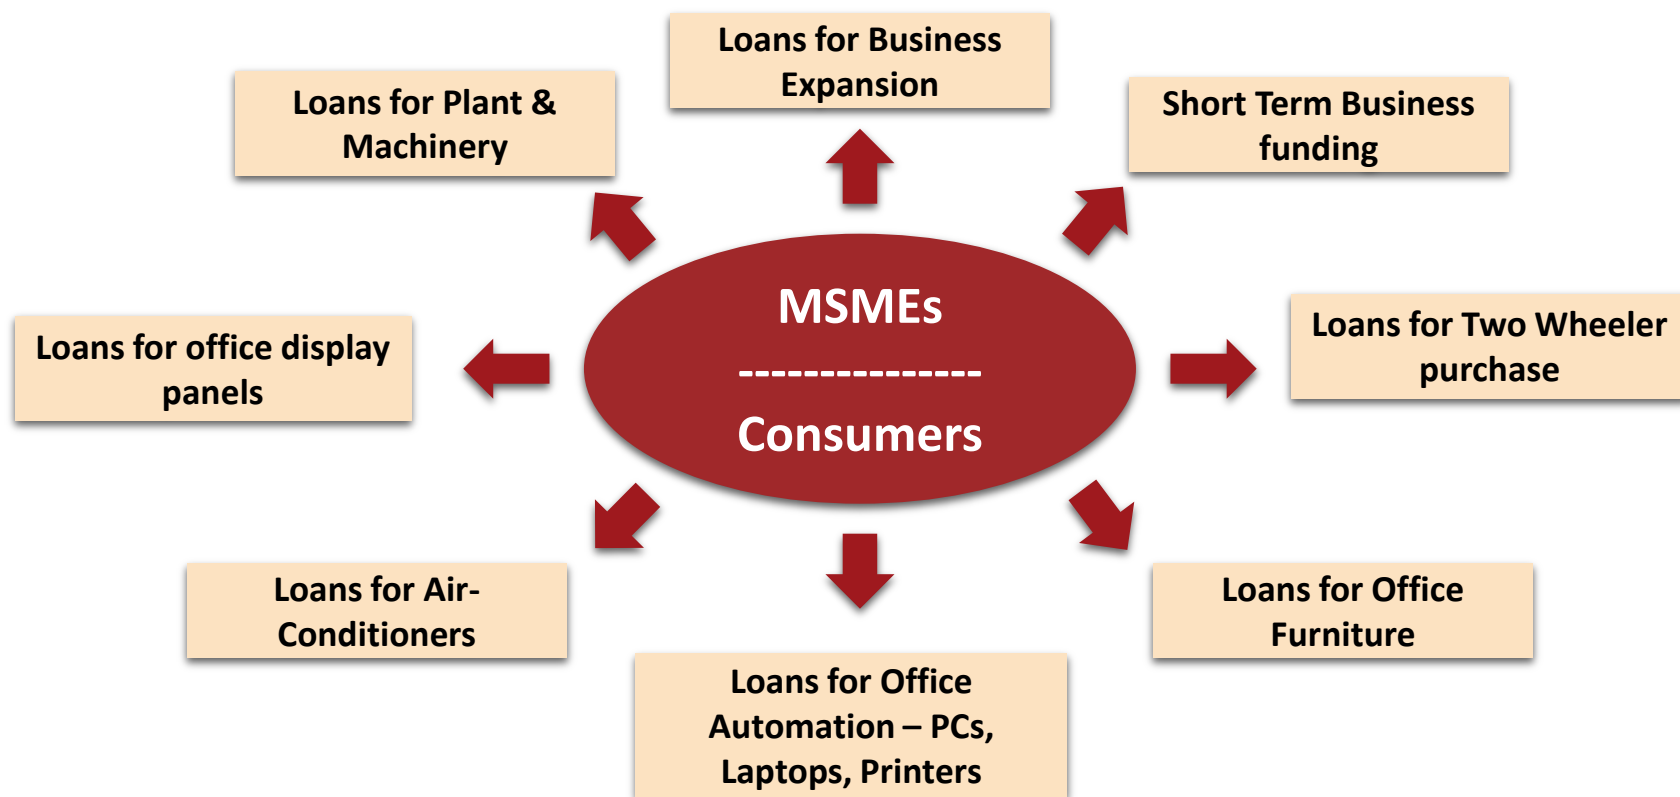 Loans for Business
Expansion
Loans for Plant &
Machinery
Short Term Business
funding
MSMEs
--------------
Consumers
Loans for office display
panels
Loans for Two Wheeler
purchase
Loans for Air-
Conditioners
Loans for Office
Furniture
Loans for Office
Automation – PCs,
Laptops, Printers